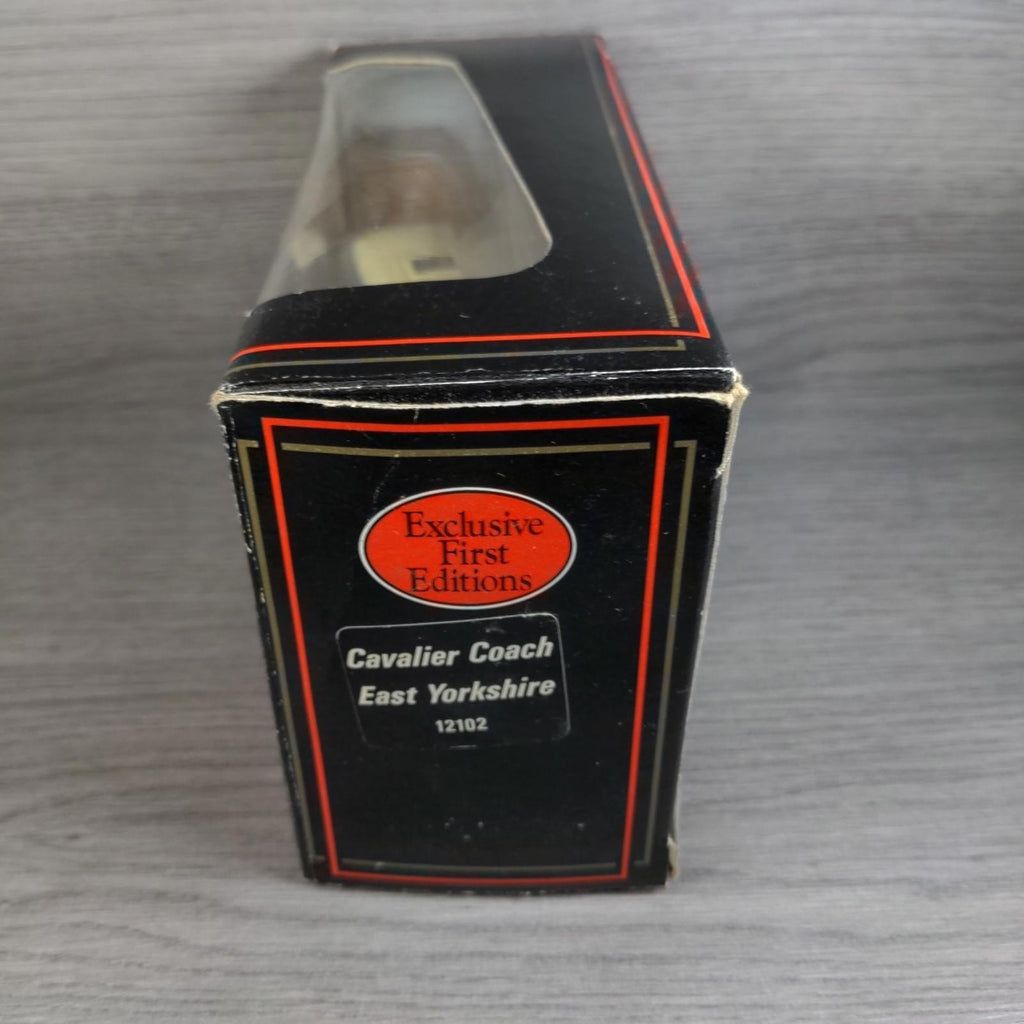 Exclusive
First
Editions
Cavalier Coach
East Yorkshire
12102